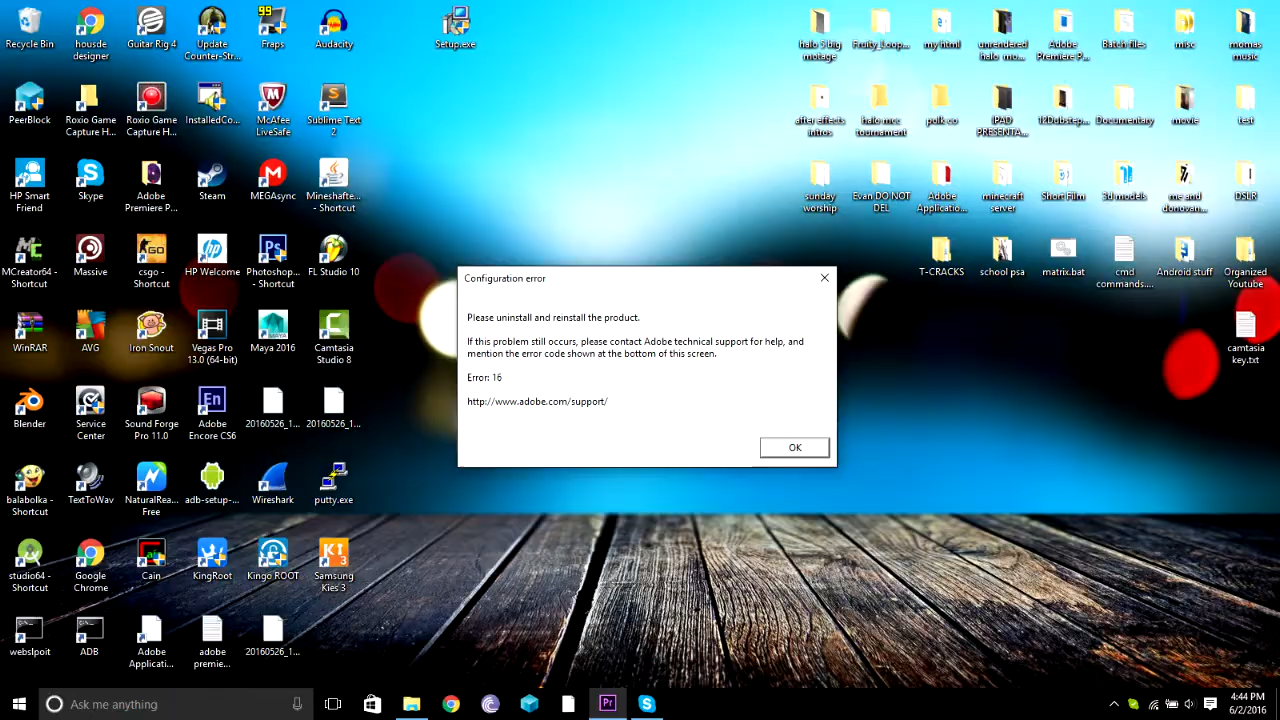 Recycle Bin
housde designer
Guitar Rig 4
Update Counter-Str...
Fraps
Audacity
Setup.exe
halo 5 big motage
Fruity_Loop...
my html
unrendered halo mo...
Adobe Premiere P...
Batch files
misc
momas music
PeerBlock
Roxio Game Capture H...
Roxio Game Capture H...
InstalledCo...
McAfee LiveSafe
Sublime Text 2
after effects intros
halo mcc tournament
polk co
IPAD PRESENTA...
12Dubstep...
Documentary
movie
test
HP Smart Friend
Skype
Adobe Premiere P...
Steam
MEGAsync
Mineshafte... - Shortcut
sunday worship
Evan DO NOT DEL
Adobe Applicatio...
minecraft server
Short Film
3d models
me and donovan...
DSLR
MCreator64 - Shortcut
Massive
csgo - Shortcut
HP Welcome
Photoshop... - Shortcut
FL Studio 10
T-CRACKS
school psa
matrix.bat
cmd commands....
Android stuff
Organized Youtube
WinRAR
AVG
Iron Snout
Vegas Pro 13.0 (64-bit)
Maya 2016
Camtasia Studio 8
camtasia key.txt
Configuration error
Please uninstall and reinstall the product.
If this problem still occurs, please contact Adobe technical support for help, and
mention the error code shown at the bottom of this screen.
Error: 16
http://www.adobe.com/support/
OK
Blender
Service Center
Sound Forge Pro 11.0
Adobe Encore CS6
20160526_1...
20160526_1...
balabolka - Shortcut
TextToWav
NaturalRea... Free
adb-setup-...
Wireshark
putty.exe
studio64 - Shortcut
Google Chrome
Cain
KingRoot
Kingo ROOT
Samsung Kies 3
webslpoit
ADB
Adobe Applicati...
adobe premie...
20160526_1...
Ask me anything
4:44 PM
6/2/2016